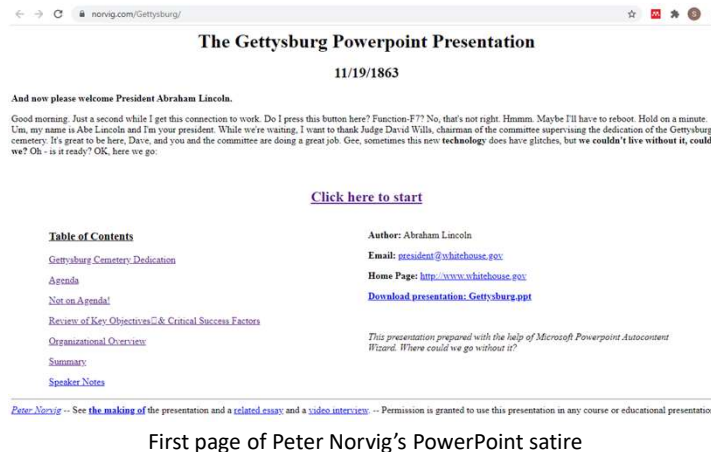 norvig.com/Gettysburg/
The Gettysburg Powerpoint Presentation
11/19/1863
And now please welcome President Abraham Lincoln.
Good morning. Just a second while I get this connection to work. Do I press this button here? Function-F7? No, that's not right. Hmmm. Maybe I'll have to reboot. Hold on a minute.
Um, my name is Abe Lincoln and I'm your president. While we're waiting, I want to thank Judge David Wills, chairman of the committee supervising the dedication of the Gettysburg
cemetery. It's great to be here, Dave, and you and the committee are doing a great job. Gee, sometimes this new technology does have glitches, but we couldn't live without it, could
we? Oh - is it ready? OK, here we go:
Click here to start
Table of Contents
Gettysburg Cemetery Dedication
Agenda
Not on Agenda!
Review of Key Objectives & Critical Success Factors
Organizational Overview
Summary
Speaker Notes
Author: Abraham Lincoln
Email: president@whitehouse.gov
Home Page: http://www.whitehouse.gov
Download presentation: Gettysburg.ppt
This presentation prepared with the help of Microsoft Powerpoint Autocontent
Wizard. Where could we go without it?
Peter Norvig -- See the making of the presentation and a related essay and a video interview. -- Permission is granted to use this presentation in any course or educational presentatio
First page of Peter Norvig's PowerPoint satire